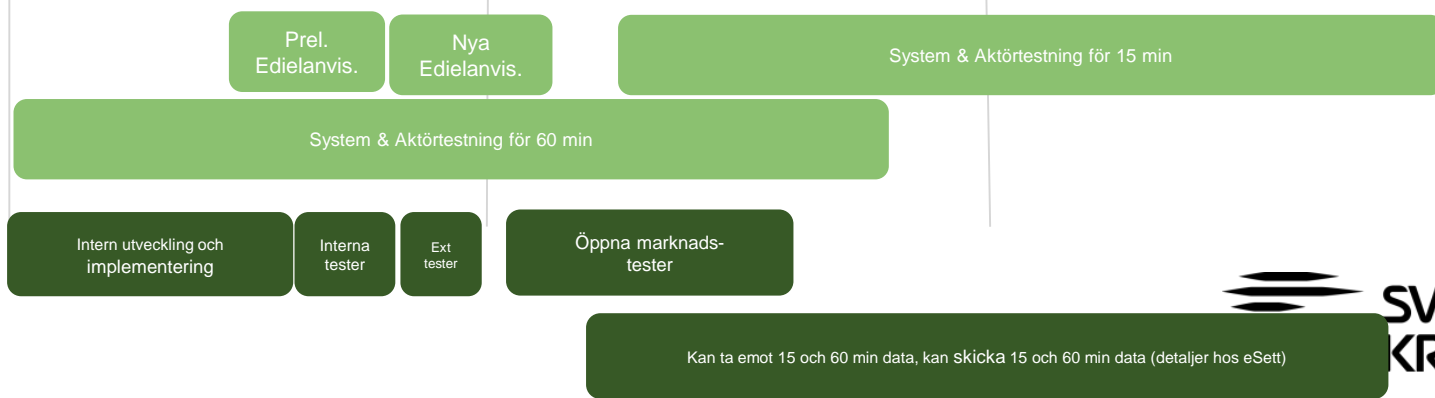 Prel.
Edielanvis.
Nya
Edielanvis.
System & Aktörtestning för 15 min
System & Aktörtestning för 60 min
Intern utveckling och
implementering
Interna
tester
Ext
tester
Öppna marknads-
tester
SV
KR
Kan ta emot 15 och 60 min data, kan skicka 15 och 60 min data (detaljer hos eSett)